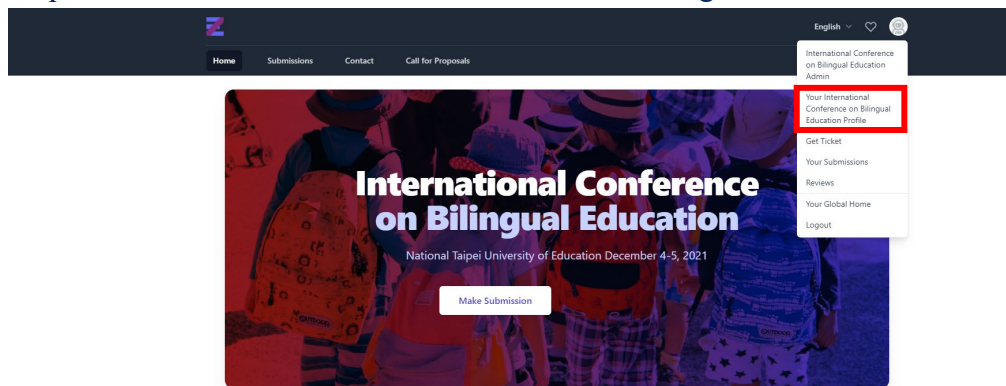 English
Home Submissions Contact Call for Proposals
International Conference
on Bilingual Education
Admin
Your International
Conference on Bilingual
Education Profile
Get Ticket
Your Submissions
Reviews
Your Global Home
Logout
International Conference
on Bilingual Education
National Taipei University of Education December 4-5, 2021
Make Submission
OUTDOOR